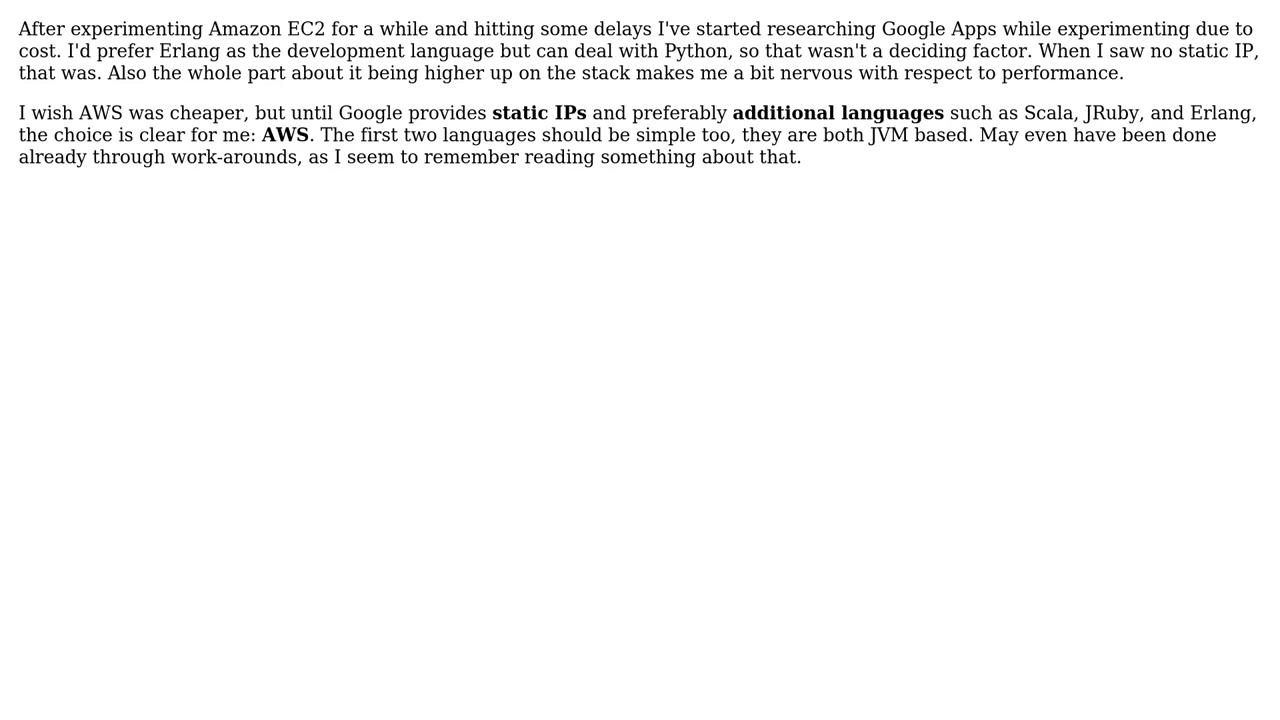 After experimenting Amazon EC2 for a while and hitting some delays I've started researching Google Apps while experimenting due to
cost. I'd prefer Erlang as the development language but can deal with Python, so that wasn't a deciding factor. When I saw no static IP,
that was. Also the whole part about it being higher up on the stack makes me a bit nervous with respect to performance.
I wish AWS was cheaper, but until Google provides static IPs and preferably additional languages such as Scala, JRuby, and Erlang,
the choice is clear for me: AWS. The first two languages should be simple too, they are both JVM based. May even have been done
already through work-arounds, as I seem to remember reading something about that.